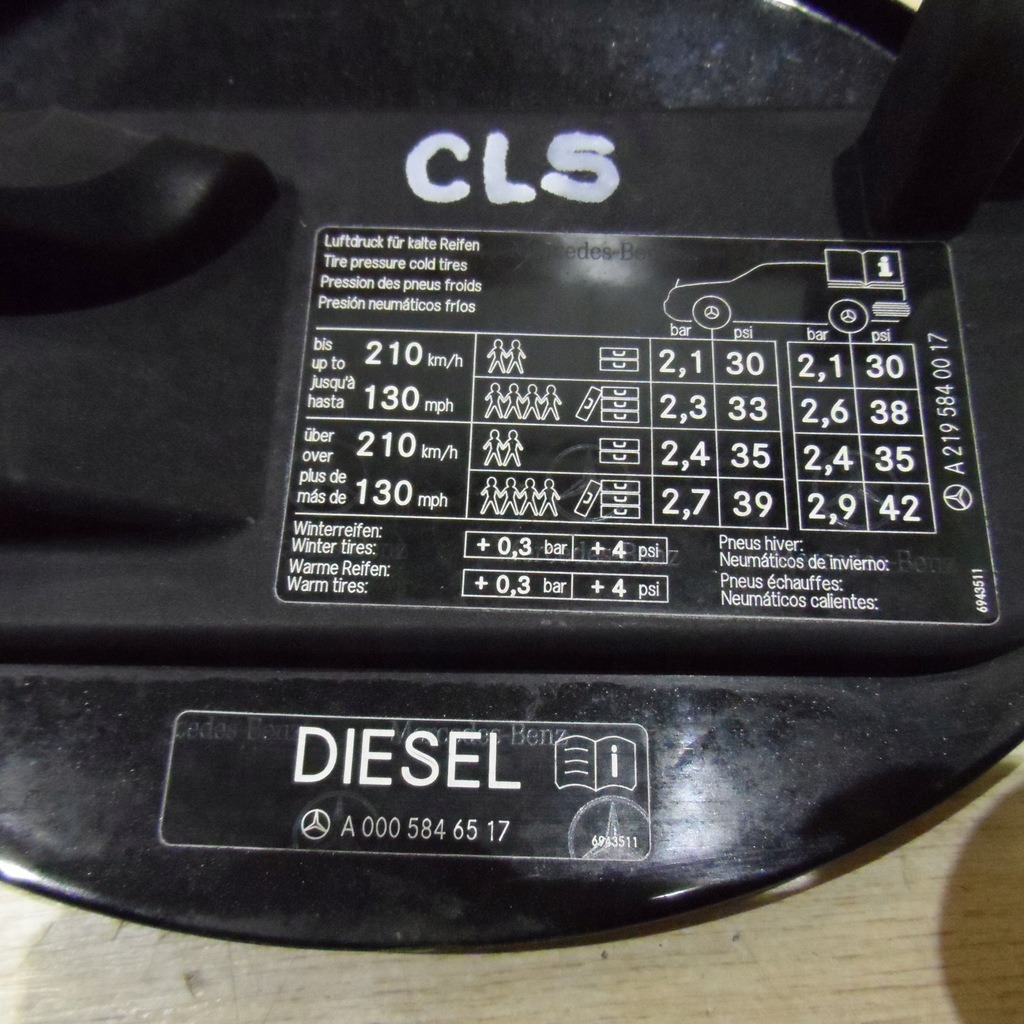 CLS
Luftdruck für kalte Reifen
Tire pressure cold tires
Pression des pneus froids
Presión neumáticos fríos
i
bar psi bar psi
bis
up to
jusqu'à
hasta
210 km/h
130 mph
2,1 30 2,1 30
2,3 33 2,6 38
über
over
plus de
más de
210 km/h
130 mph
2,4 35 2,4 35
2,7 39 2,9 42
Winterreifen:
Winter tires:
+ 0,3 bar + 4 psi
Pneus hiver:
Neumáticos de invierno:
Warme Reifen:
Warm tires:
+ 0,3 bar + 4 psi
Pneus échauffes:
Neumáticos calientes:
A 219 584 00 17
6943511
Mercedes-Benz
DIESEL
i
A 000 584 65 17
6943511